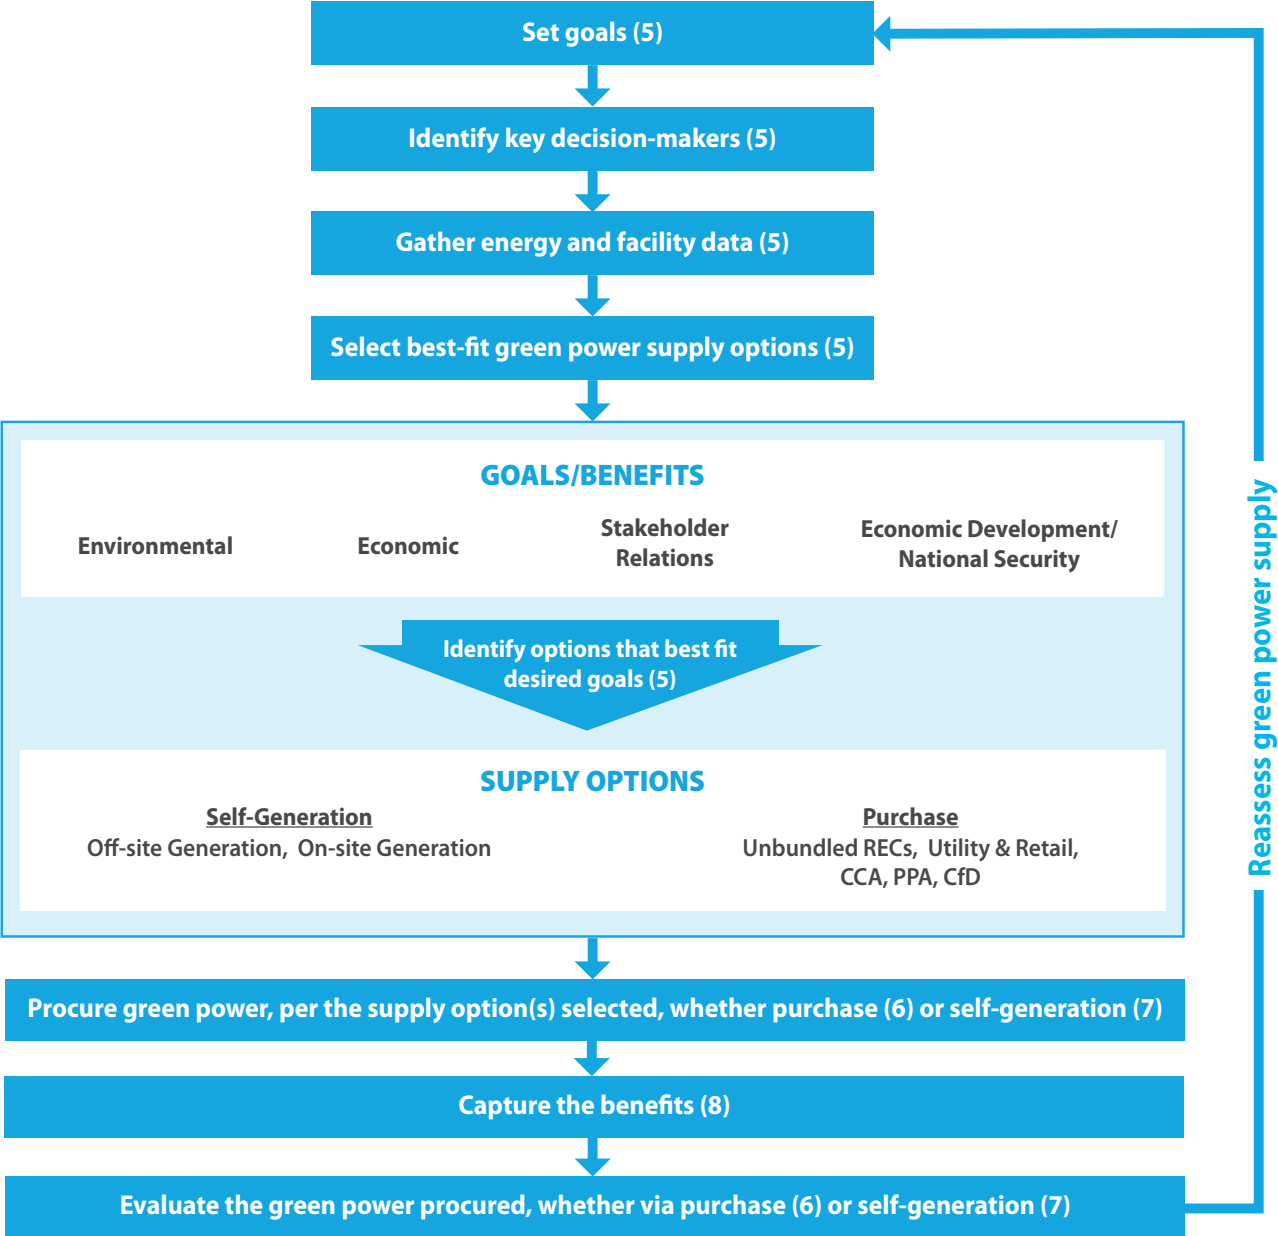 Set goals (5)
Identify key decision-makers (5)
Gather energy and facility data (5)
Select best-fit green power supply options (5)
GOALS/BENEFITS
Environmental
Economic
Stakeholder
Relations
Economic Development/
National Security
Identify options that best fit
desired goals (5)
SUPPLY OPTIONS
Self-Generation
Off-site Generation, On-site Generation
Purchase
Unbundled RECs, Utility & Retail,
CCA, PPA, CfD
Procure green power, per the supply option(s) selected, whether purchase (6) or self-generation (7)
Capture the benefits (8)
Evaluate the green power procured, whether via purchase (6) or self-generation (7)
Reassess green power supply